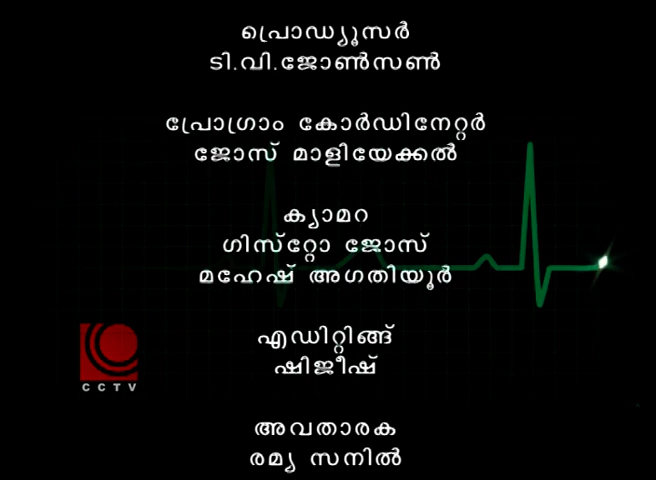 പ്രൊഡ്യൂസർ
ടി.വി.ജോൺസൺ
പ്രോഗ്രാം കോർഡിനേറ്റർ
ജോസ് മാളിയേക്കൽ
ക്യാമറ
ഗിസ്റ്റോ ജോസ്
മഹേഷ് അഗതിയൂർ
എഡിറ്റിങ്ങ്
ഷിജീഷ്
CCTV
അവതാരക
രമ്യ സനിൽ